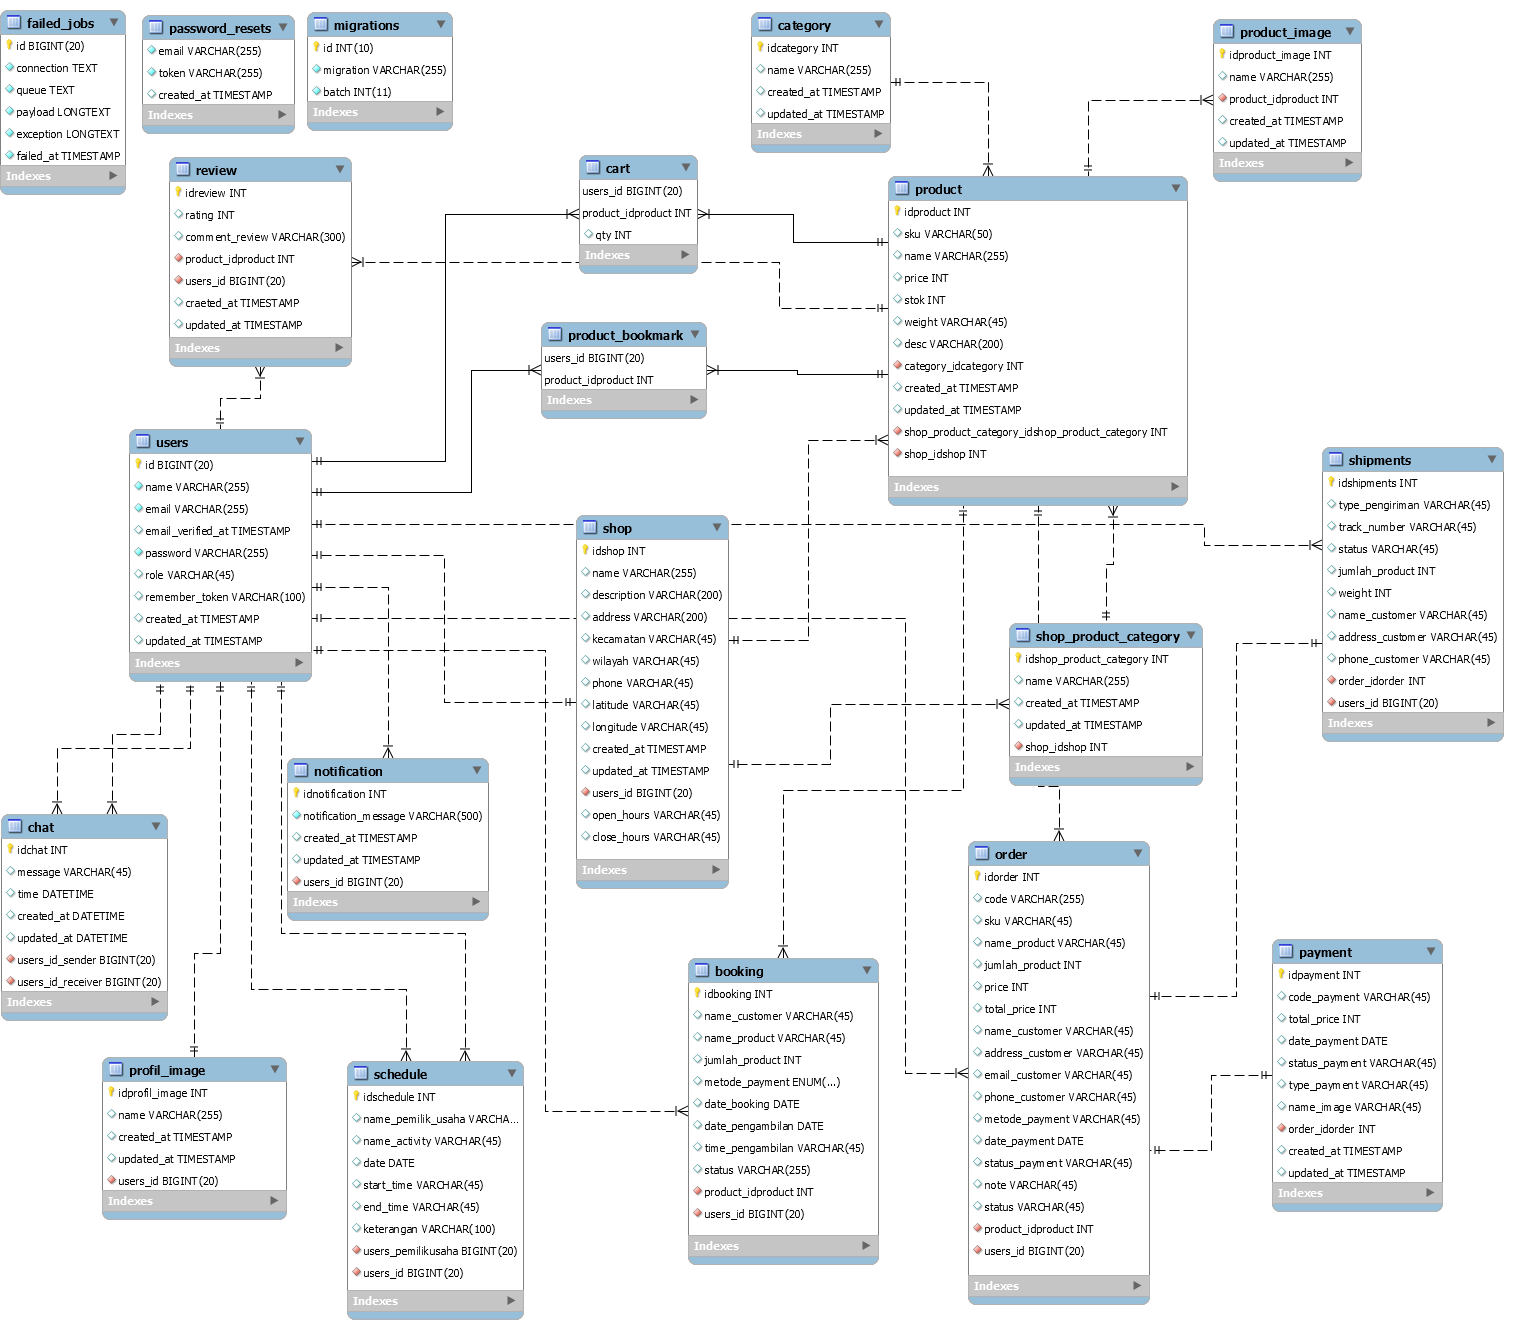 failed_jobs
id BIGINT(20)
connection TEXT
queue TEXT
payload LONGTEXT
exception LONGTEXT
failed_at TIMESTAMP
Indexes
password_resets
email VARCHAR(255)
token VARCHAR(255)
created_at TIMESTAMP
Indexes
migrations
id INT(10)
migration VARCHAR(255)
batch INT(11)
Indexes
category
idcategory INT
name VARCHAR(255)
created_at TIMESTAMP
updated_at TIMESTAMP
Indexes
product_image
idproduct_image INT
name VARCHAR(255)
product_idproduct INT
created_at TIMESTAMP
updated_at TIMESTAMP
Indexes
review
idreview INT
rating INT
comment_review VARCHAR(300)
product_idproduct INT
users_id BIGINT(20)
craeted_at TIMESTAMP
updated_at TIMESTAMP
Indexes
cart
users_id BIGINT(20)
product_idproduct INT
qty INT
Indexes
product
idproduct INT
sku VARCHAR(50)
name VARCHAR(255)
price INT
stok INT
weight VARCHAR(45)
desc VARCHAR(200)
category_idcategory INT
created_at TIMESTAMP
updated_at TIMESTAMP
shop_product_category_idshop_product_category INT
shop_idshop INT
Indexes
product_bookmark
users_id BIGINT(20)
product_idproduct INT
Indexes
users
id BIGINT(20)
name VARCHAR(255)
email VARCHAR(255)
email_verified_at TIMESTAMP
password VARCHAR(255)
role VARCHAR(45)
remember_token VARCHAR(100)
created_at TIMESTAMP
updated_at TIMESTAMP
Indexes
shop
idshop INT
name VARCHAR(255)
description VARCHAR(200)
address VARCHAR(200)
kecamatan VARCHAR(45)
wilayah VARCHAR(45)
phone VARCHAR(45)
latitude VARCHAR(45)
longitude VARCHAR(45)
created_at TIMESTAMP
updated_at TIMESTAMP
users_id BIGINT(20)
open_hours VARCHAR(45)
close_hours VARCHAR(45)
Indexes
shipments
idshipments INT
type_pengiriman VARCHAR(45)
track_number VARCHAR(45)
status VARCHAR(45)
jumlah_product INT
weight INT
name_customer VARCHAR(45)
address_customer VARCHAR(45)
phone_customer VARCHAR(45)
order_idorder INT
users_id BIGINT(20)
Indexes
shop_product_category
idshop_product_category INT
name VARCHAR(255)
created_at TIMESTAMP
updated_at TIMESTAMP
shop_idshop INT
Indexes
notification
idnotification INT
notification_message VARCHAR(500)
created_at TIMESTAMP
updated_at TIMESTAMP
users_id BIGINT(20)
Indexes
chat
idchat INT
message VARCHAR(45)
time DATETIME
created_at DATETIME
updated_at DATETIME
users_id_sender BIGINT(20)
users_id_receiver BIGINT(20)
Indexes
order
idorder INT
code VARCHAR(255)
sku VARCHAR(45)
name_product VARCHAR(45)
jumlah_product INT
price INT
total_price INT
name_customer VARCHAR(45)
address_customer VARCHAR(45)
email_customer VARCHAR(45)
phone_customer VARCHAR(45)
metode_payment VARCHAR(45)
date_payment DATE
status_payment VARCHAR(45)
note VARCHAR(45)
status VARCHAR(45)
product_idproduct INT
users_id BIGINT(20)
Indexes
payment
idpayment INT
code_payment VARCHAR(45)
total_price INT
date_payment DATE
status_payment VARCHAR(45)
type_payment VARCHAR(45)
name_image VARCHAR(45)
order_idorder INT
created_at TIMESTAMP
updated_at TIMESTAMP
Indexes
booking
idbooking INT
name_customer VARCHAR(45)
name_product VARCHAR(45)
jumlah_product INT
metode_payment ENUM(...)
date_booking DATE
date_pengambilan DATE
time_pengambilan VARCHAR(45)
status VARCHAR(255)
product_idproduct INT
users_id BIGINT(20)
Indexes
profil_image
idprofil_image INT
name VARCHAR(255)
created_at TIMESTAMP
updated_at TIMESTAMP
users_id BIGINT(20)
Indexes
schedule
idschedule INT
name_pemilik_usaha VARCHA...
name_activity VARCHAR(45)
date DATE
start_time VARCHAR(45)
end_time VARCHAR(45)
keterangan VARCHAR(100)
users_pemilikusaha BIGINT(20)
users_id BIGINT(20)
Indexes